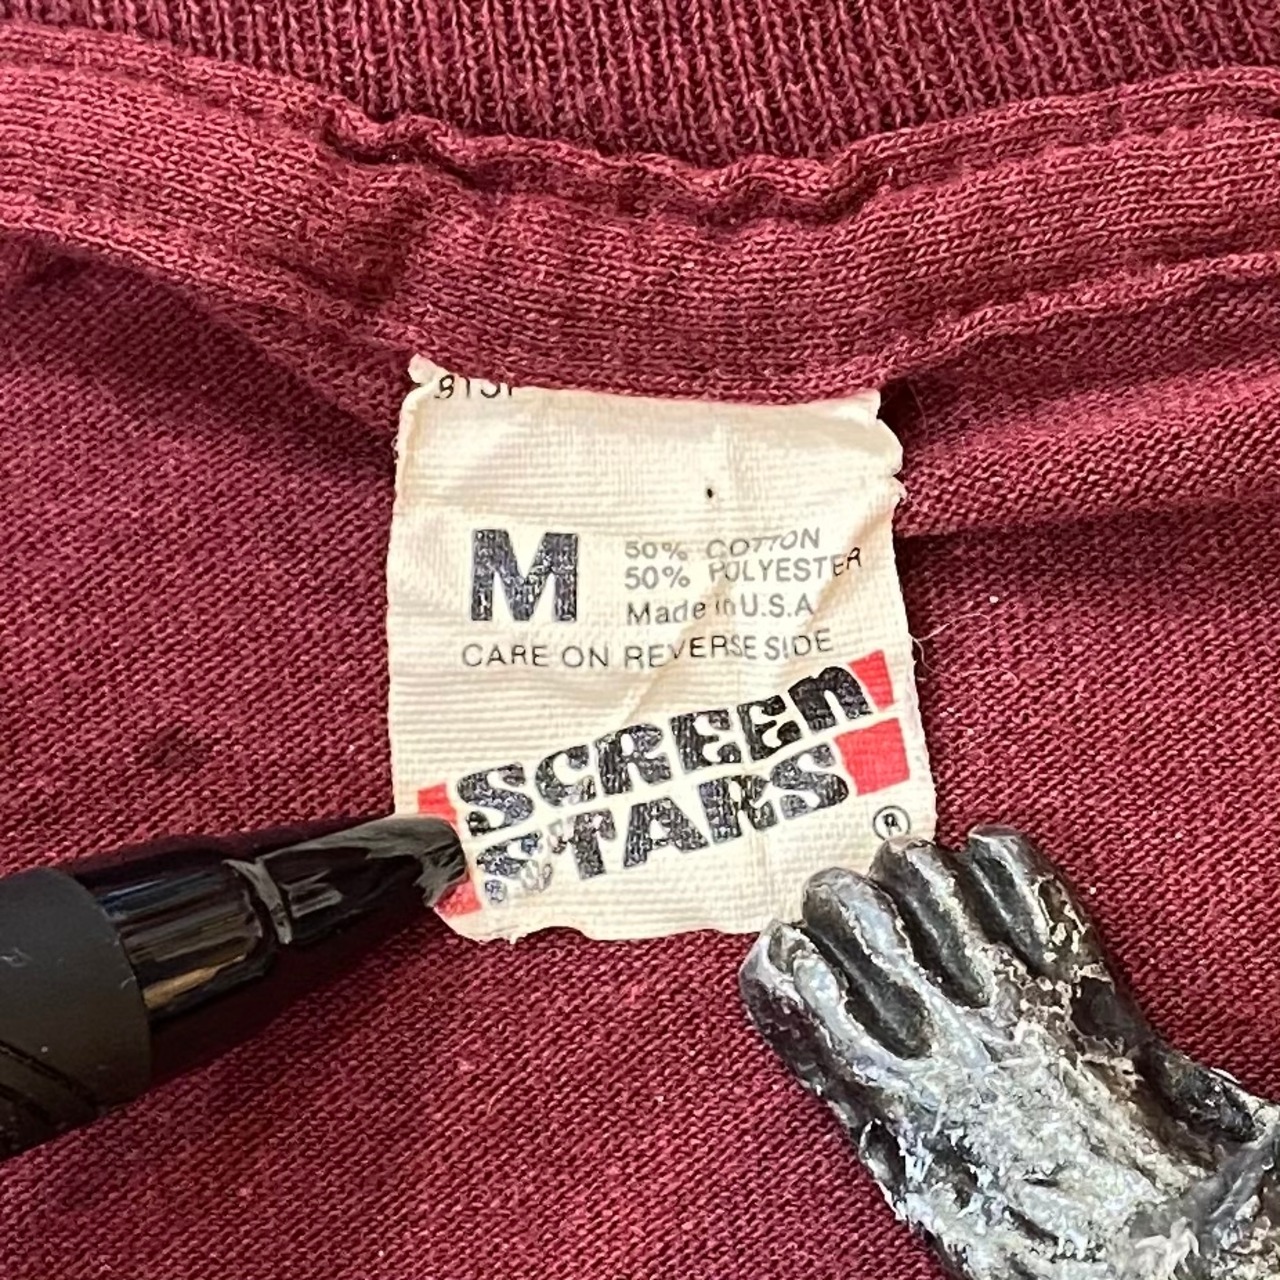 M
50% COTTON
50% POLYESTER
Made in U.S.A
CARE ON REVERSE SIDE
SCREEN
STARS
®